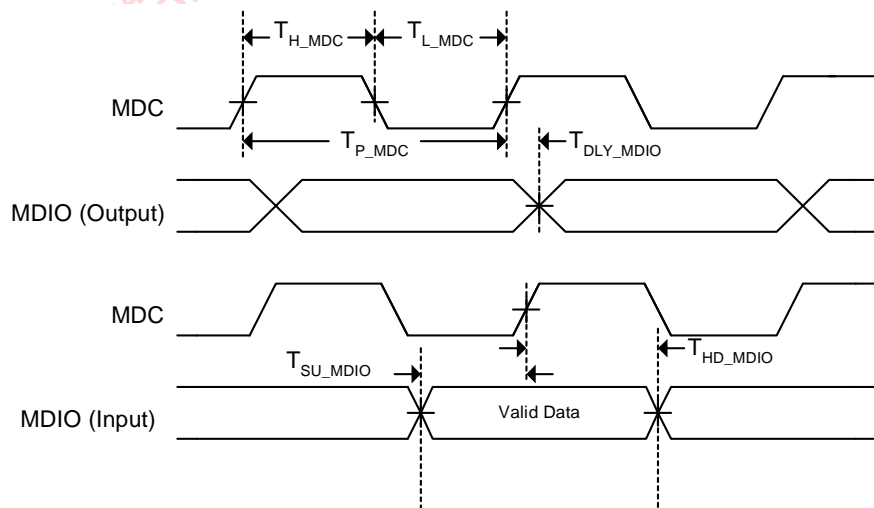 T_H_MDC T_L_MDC
MDC
T_P_MDC T_DLY_MDIO
MDIO (Output)
MDC
T_SU_MDIO T_HD_MDIO
MDIO (Input) Valid Data